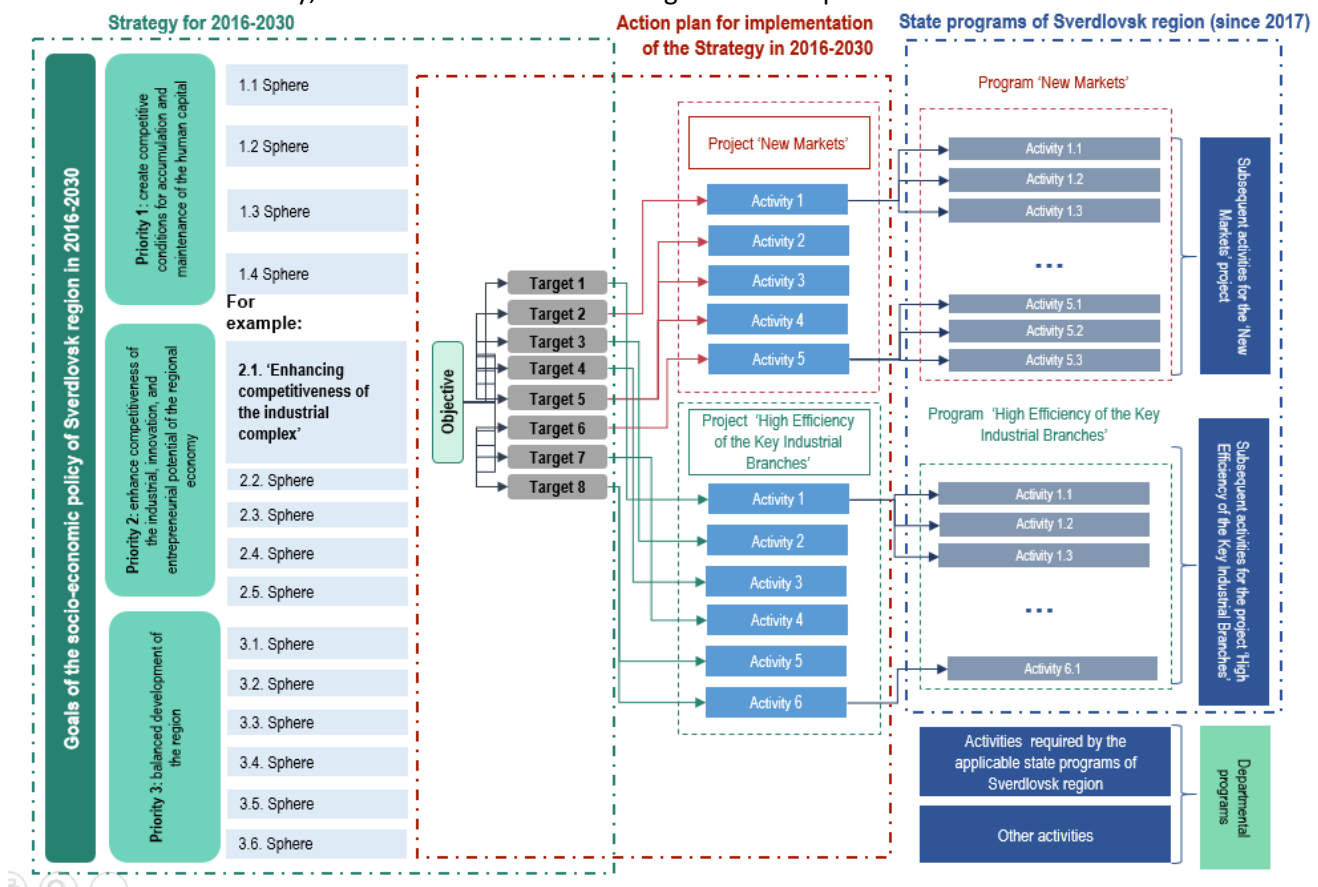 Strategy for 2016-2030
Action plan for implementation
of the Strategy in 2016-2030
State programs of Sverdlovsk region (since 2017)
Goals of the socio-economic policy of Sverdlovsk region in 2016-2030
Priority 1: create competitive
conditions for accumulation and
maintenance of the human capital
1.1 Sphere
1.2 Sphere
1.3 Sphere
1.4 Sphere
For
example:
Priority 2: enhance competitiveness of
the industrial, innovation, and
entrepreneurial potential of the regional
economy
2.1. ‘Enhancing
competitiveness of
the industrial
complex’
2.2. Sphere
2.3. Sphere
2.4. Sphere
2.5. Sphere
Priority 3: balanced development of
the region
3.1. Sphere
3.2. Sphere
3.3. Sphere
3.4. Sphere
3.5. Sphere
3.6. Sphere
Objective
Target 1
Target 2
Target 3
Target 4
Target 5
Target 6
Target 7
Target 8
Project ‘New Markets’
Activity 1
Activity 2
Activity 3
Activity 4
Activity 5
Project ‘High Efficiency
of the Key Industrial
Branches’
Activity 1
Activity 2
Activity 3
Activity 4
Activity 5
Activity 6
Program ‘New Markets’
Activity 1.1
Activity 1.2
Activity 1.3
...
Activity 5.1
Activity 5.2
Activity 5.3
Subsequent activities for the ‘New
Markets’ project
Program ‘High Efficiency of the Key
Industrial Branches’
Activity 1.1
Activity 1.2
Activity 1.3
...
Activity 6.1
Subsequent activities for the project ‘High
Efficiency of the Key Industrial Branches’
Activities required by the
applicable state programs of
Sverdlovsk region
Other activities
Departmental
programs